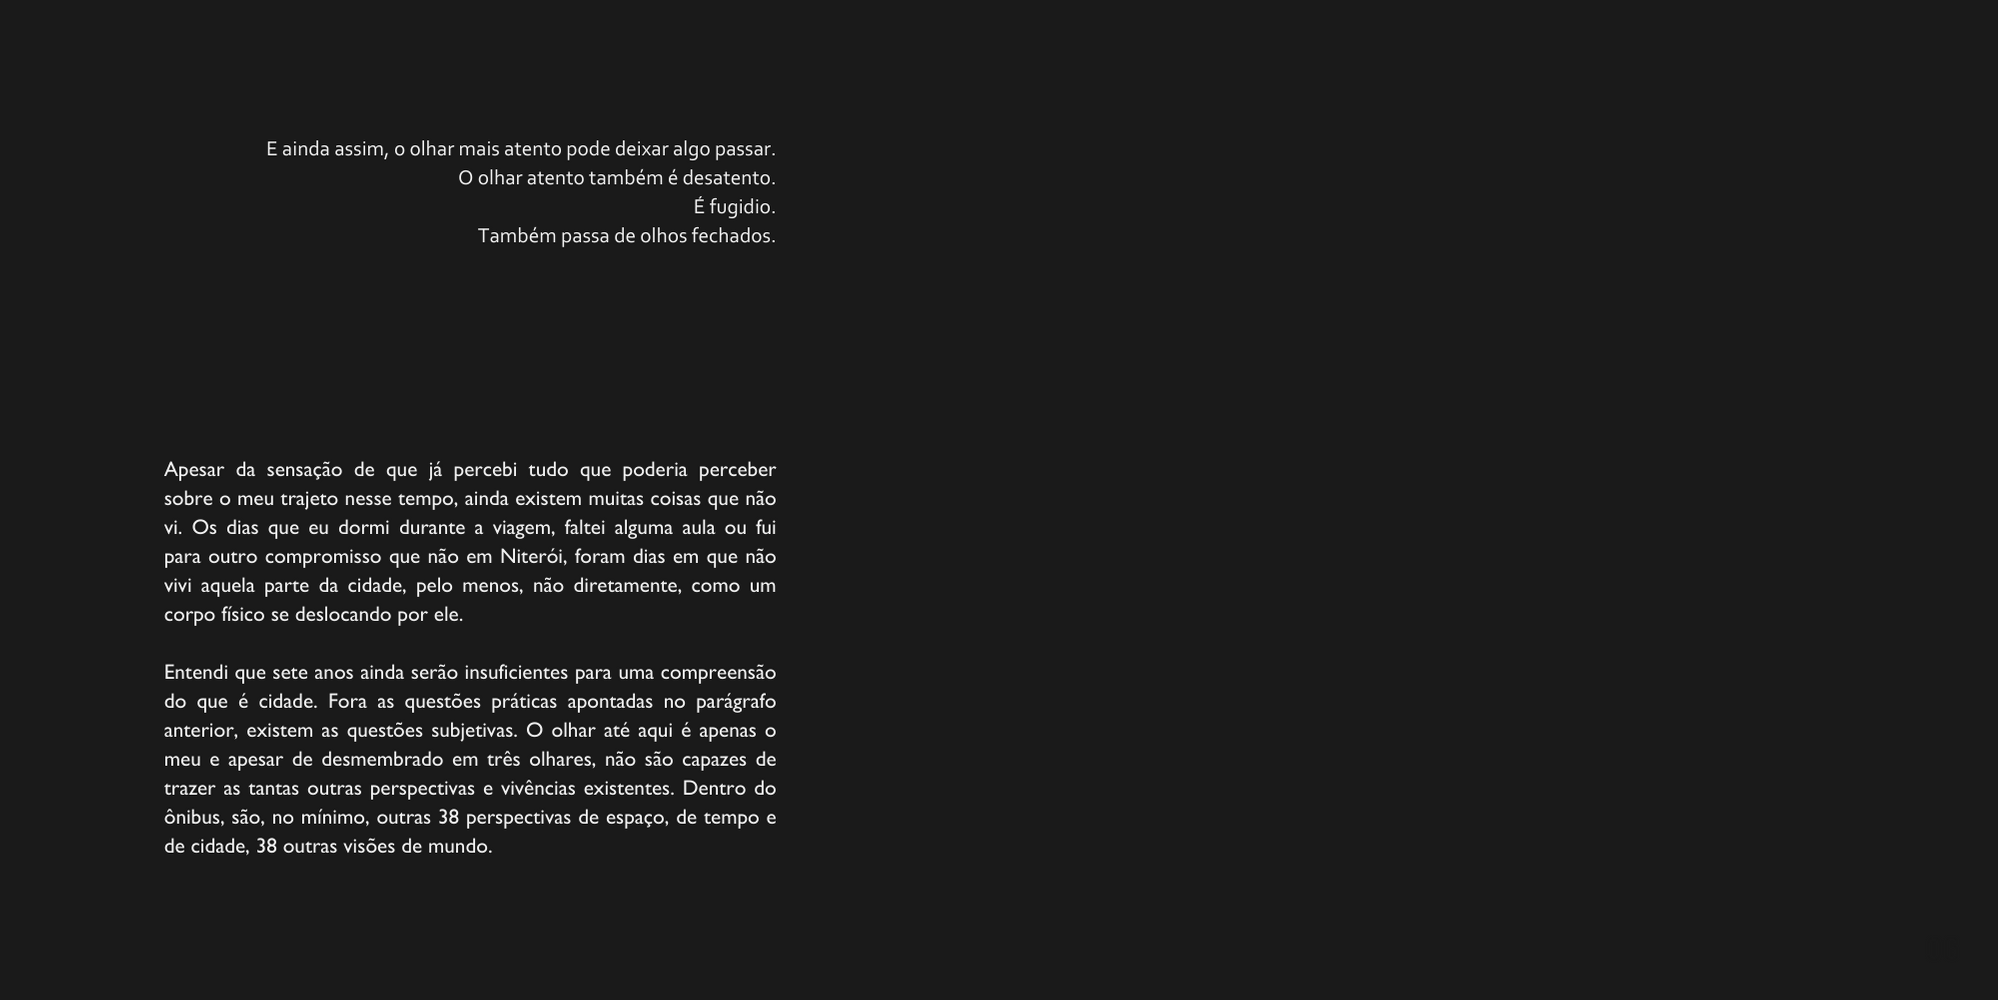 E ainda assim, o olhar mais atento pode deixar algo passar.
O olhar atento também é desatento.
É fugidio.
Também passa de olhos fechados.
Apesar da sensação de que já percebi tudo que poderia perceber
sobre o meu trajeto nesse tempo, ainda existem muitas coisas que não
vi. Os dias que eu dormi durante a viagem, faltei alguma aula ou fui
para outro compromisso que não em Niterói, foram dias em que não
vivi aquela parte da cidade, pelo menos, não diretamente, como um
corpo físico se deslocando por ele.
Entendi que sete anos ainda serão insuficientes para uma compreensão
do que é cidade. Fora as questões práticas apontadas no parágrafo
anterior, existem as questões subjetivas. O olhar até aqui é apenas o
meu e apesar de desmembrado em três olhares, não são capazes de
trazer as tantas outras perspectivas e vivências existentes. Dentro do
ônibus, são, no mínimo, outras 38 perspectivas de espaço, de tempo e
de cidade, 38 outras visões de mundo.